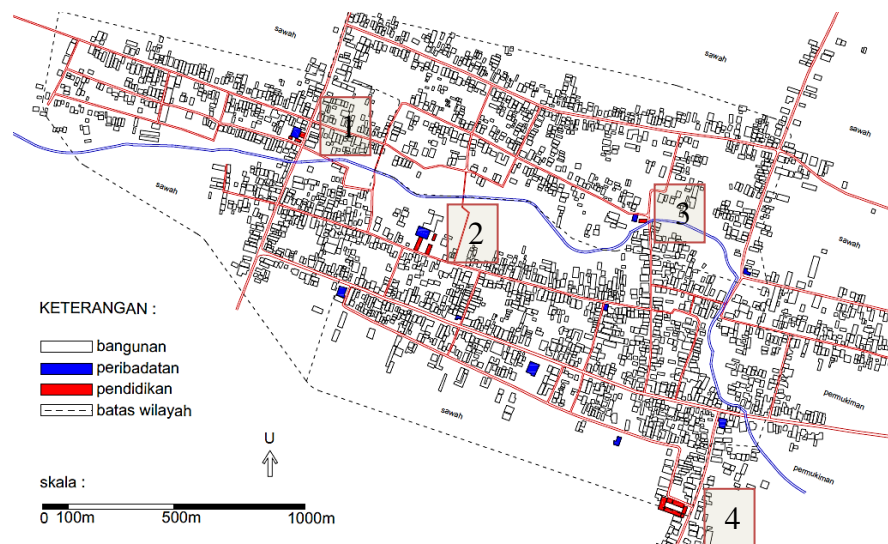 sawah
sawah
1
sawah
sawah
3
2
sawah
KETERANGAN :
bangunan
peribadatan
pendidikan
batas wilayah
permukiman
sawah
U
permukiman
skala :
4
0 100m 500m 1000m